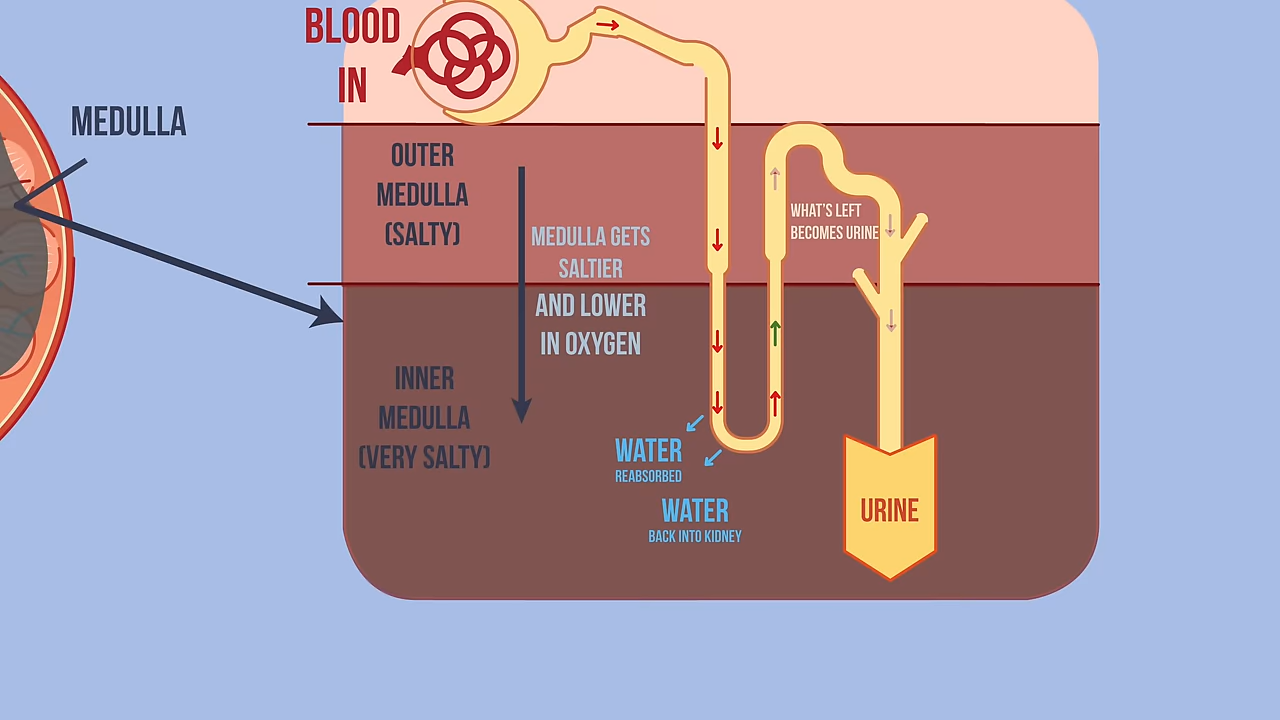 BLOOD
IN
MEDULLA
OUTER
MEDULLA
(SALTY)
MEDULLA GETS
SALTIER
AND LOWER
IN OXYGEN
WHAT'S LEFT
BECOMES URINE
INNER
MEDULLA
(VERY SALTY)
WATER
REABSORBED
WATER
BACK INTO KIDNEY
URINE